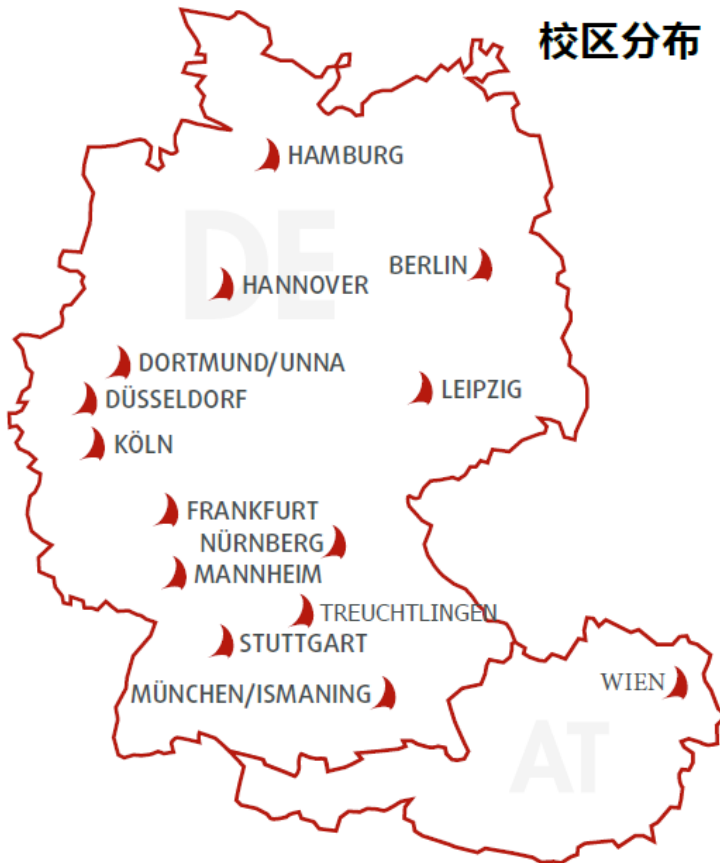 校区分布
HAMBURG
DE
BERLIN
HANNOVER
DORTMUND/UNNA
LEIPZIG
DÜSSELDORF
KÖLN
FRANKFURT
NÜRNBERG
MANNHEIM
TREUCHTLINGEN
STUTTGART
WIEN
MÜNCHEN/ISMANING
AT